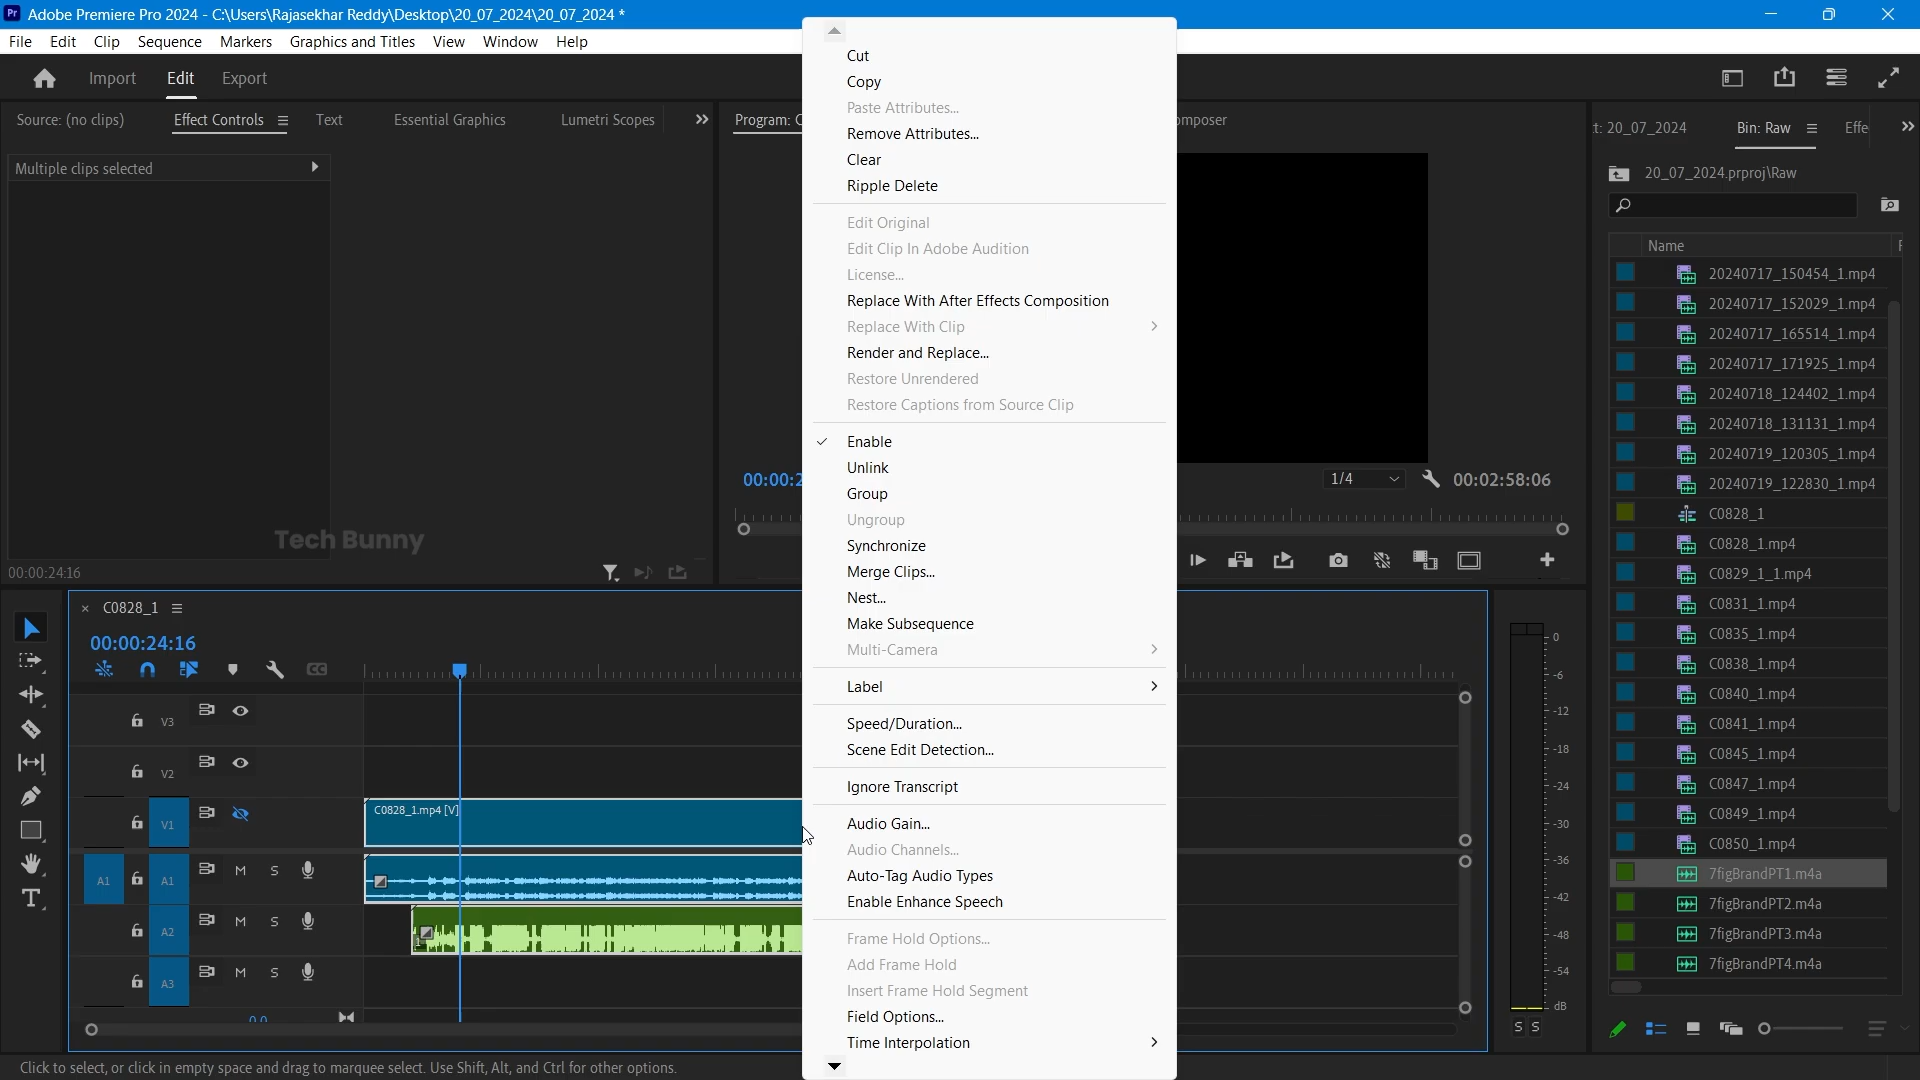 Adobe Premiere Pro 2024 - C:\Users\Rajasekhar Reddy\Desktop\20_07_2024\20_07_2024 *
File Edit Clip Sequence Markers Graphics and Titles View Window Help
Import Edit Export
Source: (no clips) Effect Controls Text Essential Graphics Lumetri Scopes
Multiple clips selected
Tech Bunny
00:00:24:16
Program: C
omposer
00:00:2
1/4
00:02:58:06
Cut
Copy
Paste Attributes...
Remove Attributes...
Clear
Ripple Delete
Edit Original
Edit Clip In Adobe Audition
License...
Replace With After Effects Composition
Replace With Clip
Render and Replace...
Restore Unrendered
Restore Captions from Source Clip
Enable
Unlink
Group
Ungroup
Synchronize
Merge Clips...
Nest...
Make Subsequence
Multi-Camera
Label
Speed/Duration...
Scene Edit Detection...
Ignore Transcript
Audio Gain...
Audio Channels...
Auto-Tag Audio Types
Enable Enhance Speech
Frame Hold Options...
Add Frame Hold
Insert Frame Hold Segment
Field Options...
Time Interpolation
t: 20_07_2024 Bin: Raw Effe
20_07_2024.prproj\Raw
Name F
20240717_150454_1.mp4
20240717_152029_1.mp4
20240717_165514_1.mp4
20240717_171925_1.mp4
20240718_124402_1.mp4
20240718_131131_1.mp4
20240719_120305_1.mp4
20240719_122830_1.mp4
C0828_1
C0828_1.mp4
C0829_1_1.mp4
C0831_1.mp4
C0835_1.mp4
C0838_1.mp4
C0840_1.mp4
C0841_1.mp4
C0845_1.mp4
C0847_1.mp4
C0849_1.mp4
C0850_1.mp4
7figBrandPT1.m4a
7figBrandPT2.m4a
7figBrandPT3.m4a
7figBrandPT4.m4a
× C0828_1
00:00:24:16
CC
V3
V2
V1
C0828_1.mp4 [V]
A1 A1 M S
A2 M S
A3 M S
0.0
0
-6
-12
-18
-24
-30
-36
-42
-48
-54
dB
S S
Click to select, or click in empty space and drag to marquee select. Use Shift, Alt, and Ctrl for other options.